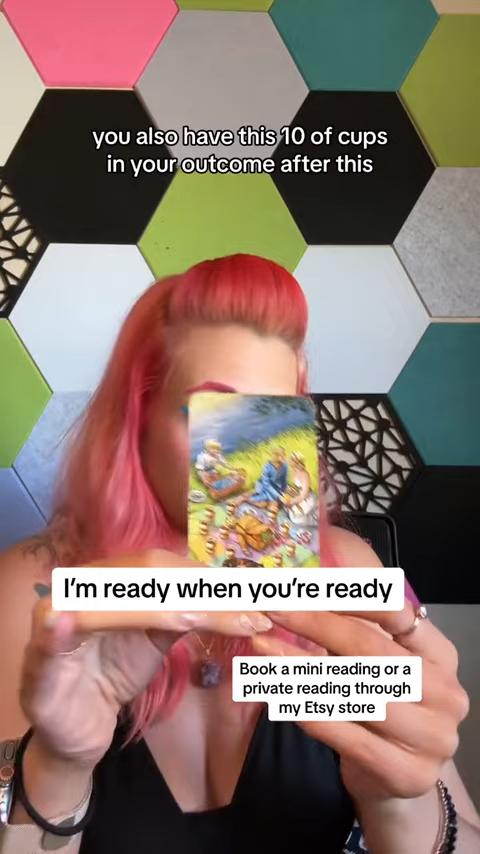 you also have this 10 of cups
in your outcome after this
I'm ready when you're ready
Book a mini reading or a
private reading through
my Etsy store